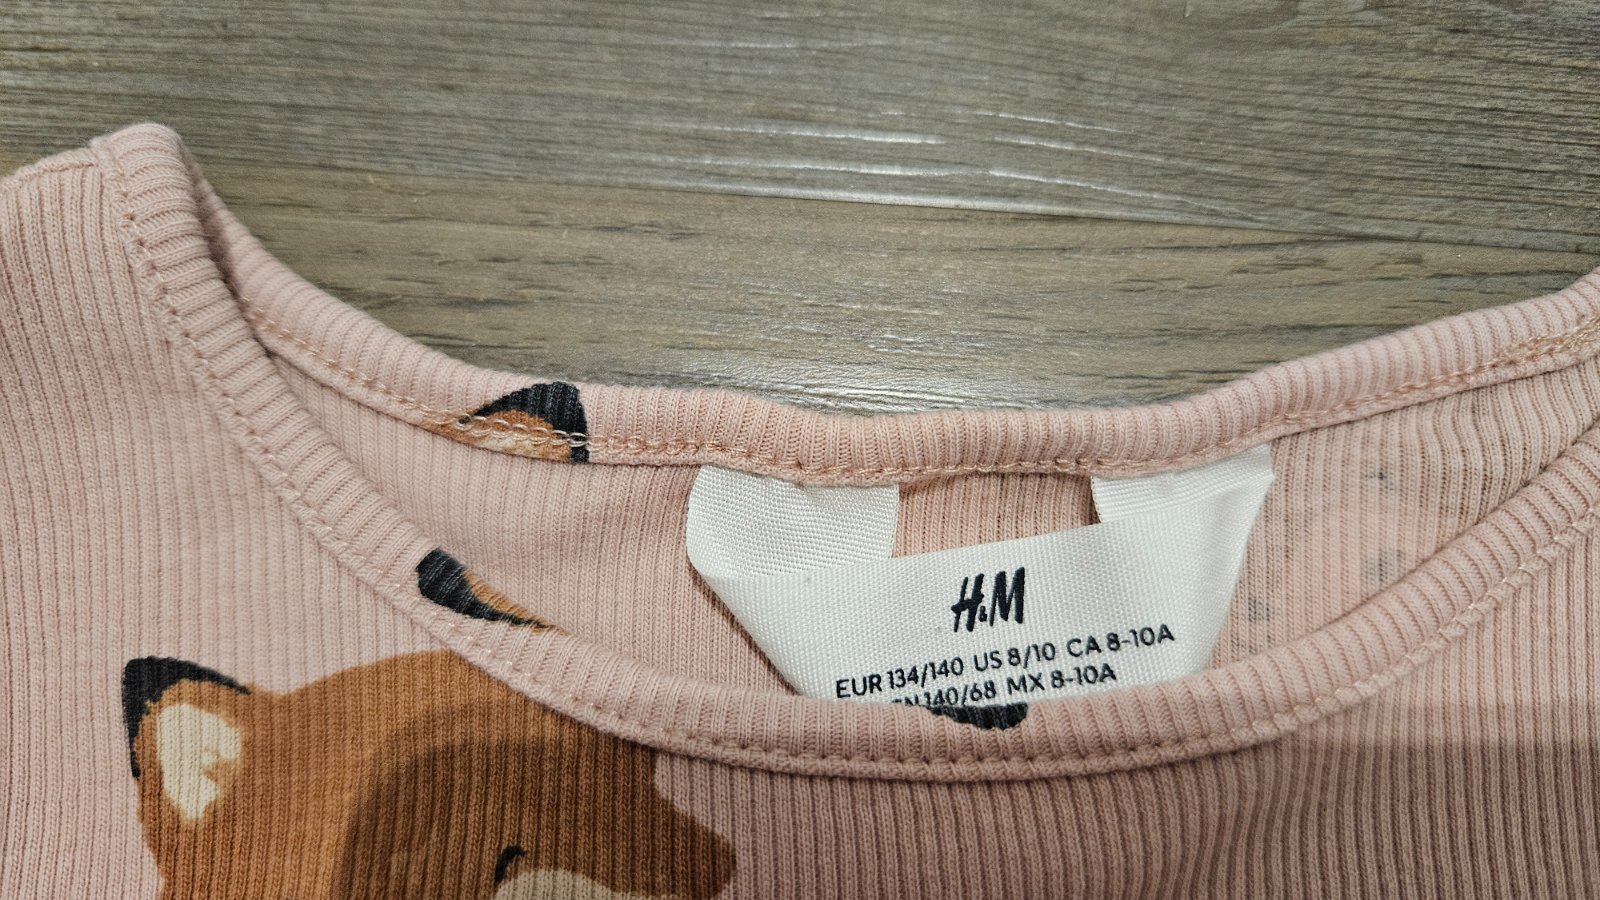 H&M
EUR 134/140 US 8/10 CA 8-10A
140/68 MX 8-10A